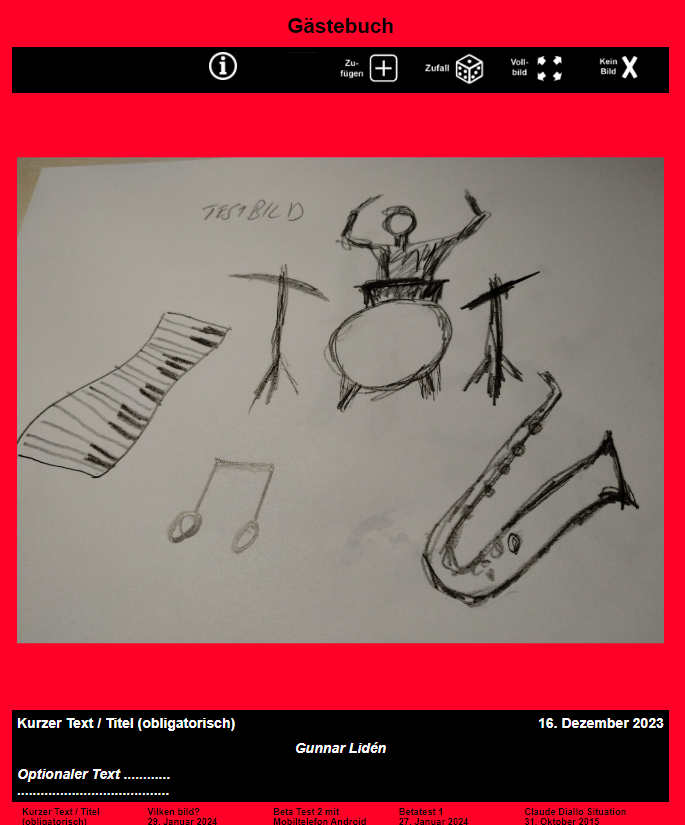 Gästebuch
Zu-
fügen
Zufall
Voll-
bild
Kein
Bild
TESTBILD
Kurzer Text / Titel (obligatorisch) 16. Dezember 2023
Gunnar Lidén
Optionaler Text ............
.......................................
Kurzer Text / Titel Vilken bild? Beta Test 2 mit Betatest 1 Claude Diallo Situation
(obligatorisch) 29. Januar 2024 Mobiltelefon Android 27. Januar 2024 31. Oktober 2015